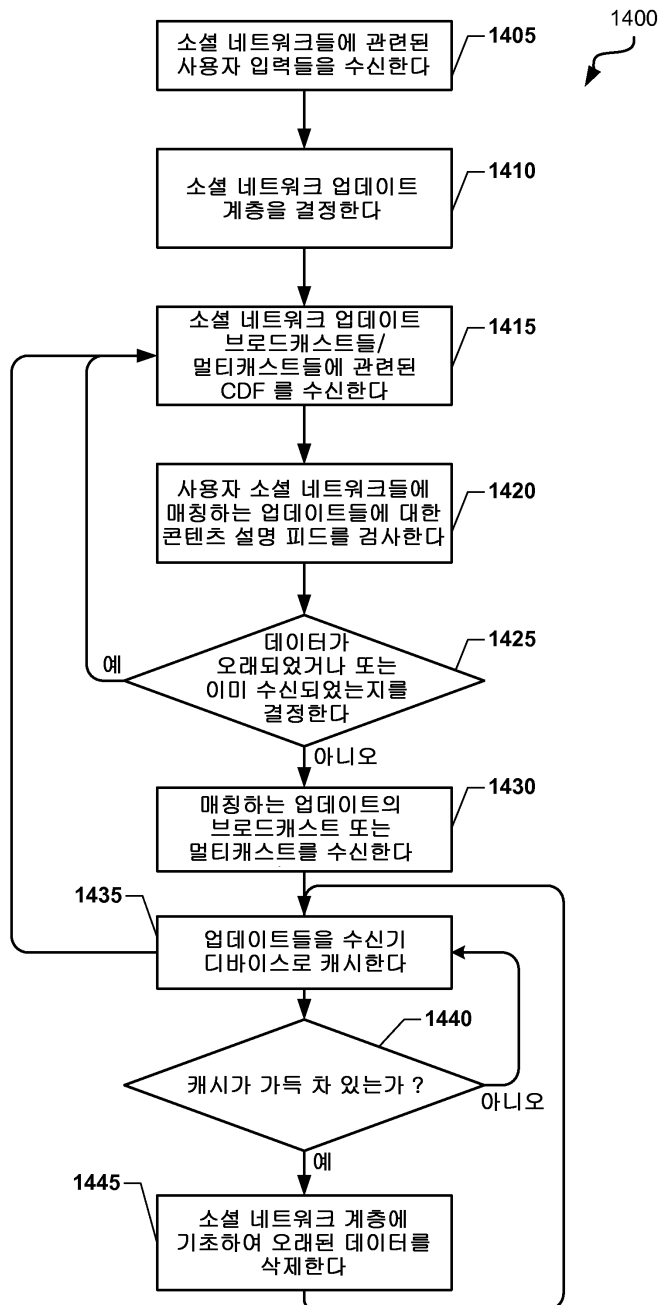 1400
소셜 네트워크들에 관련된
사용자 입력들을 수신한다
1405
소셜 네트워크 업데이트
계층을 결정한다
1410
소셜 네트워크 업데이트
브로드캐스트들/
멀티캐스트들에 관련된
CDF 를 수신한다
1415
사용자 소셜 네트워크들에
매칭하는 업데이트들에 대한
콘텐츠 설명 피드를 검사한다
1420
데이터가
오래되었거나 또는
이미 수신되었는지를
결정한다
1425
예
아니오
매칭하는 업데이트의
브로드캐스트 또는
멀티캐스트를 수신한다
1430
1435
업데이트들을 수신기
디바이스로 캐시한다
1440
캐시가 가득 차 있는가 ?
아니오
예
1445
소셜 네트워크 계층에
기초하여 오래된 데이터를
삭제한다